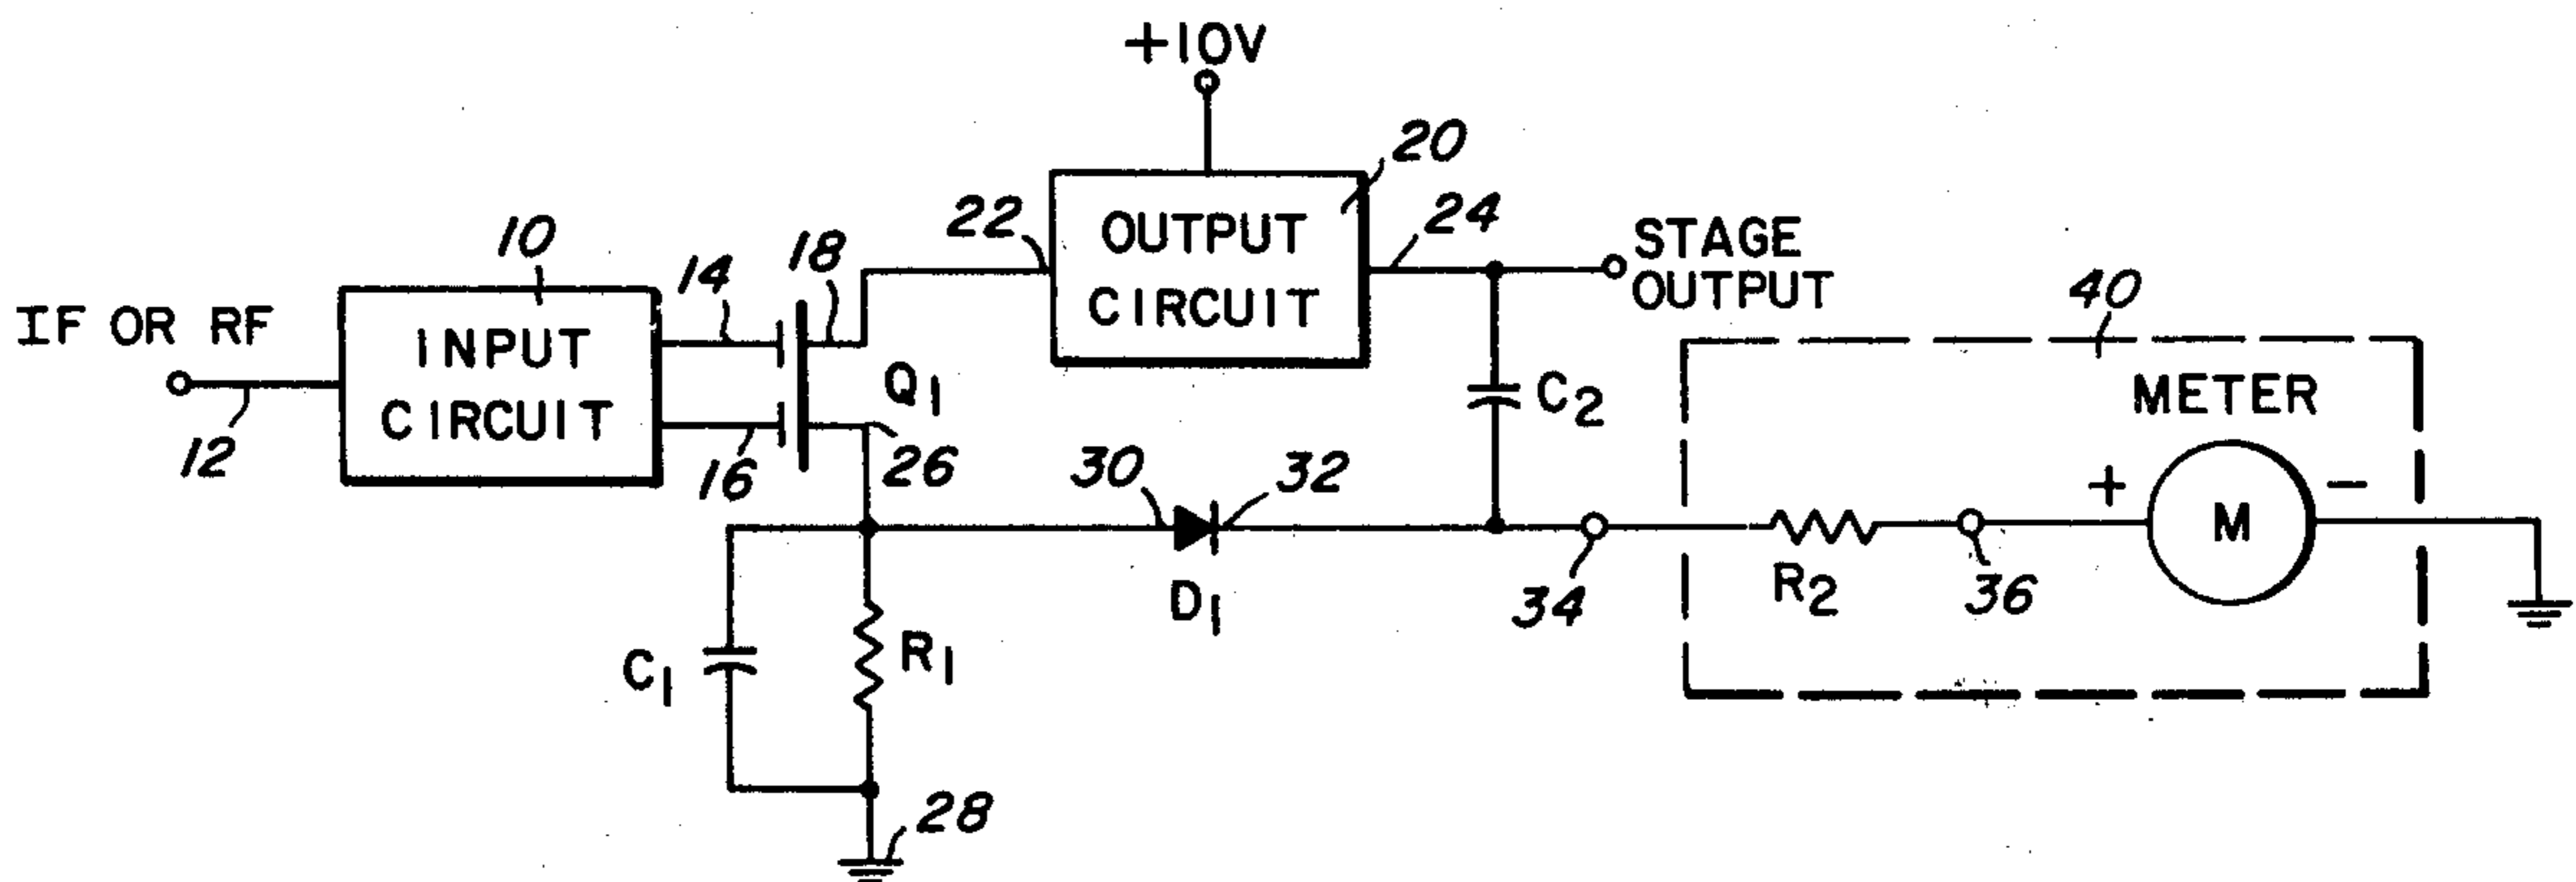 +10V
20
OUTPUT
CIRCUIT
22
24
STAGE
OUTPUT
10
14
18
IF OR RF
INPUT
CIRCUIT
12
16
Q1
26
40
METER
C2
30
32
+
M
−
D1
34
R2
36
C1
R1
28